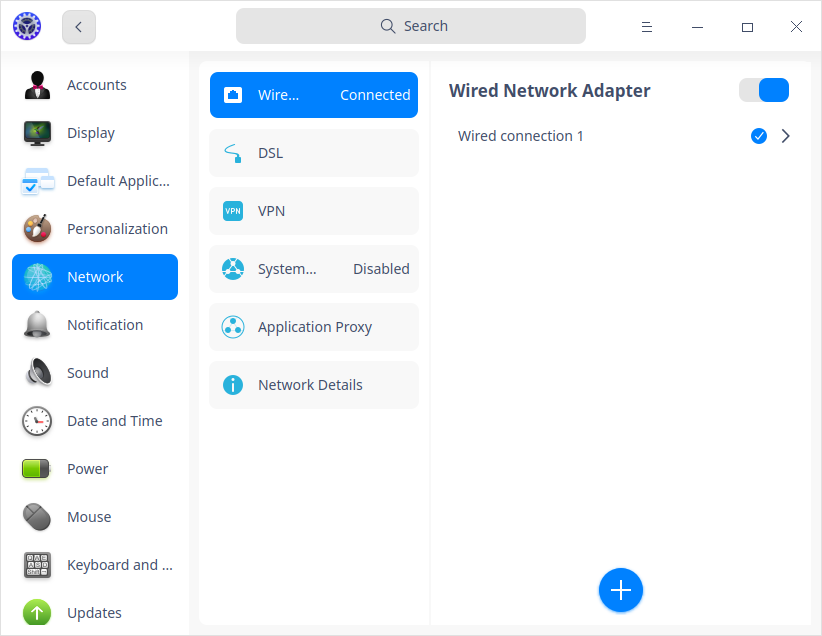 Search
Accounts
Display
Default Applic...
Personalization
Network
Notification
Sound
Date and Time
Power
Mouse
Keyboard and ...
Updates
Wire... Connected
DSL
VPN VPN
System... Disabled
Application Proxy
Network Details
Wired Network Adapter
Wired connection 1